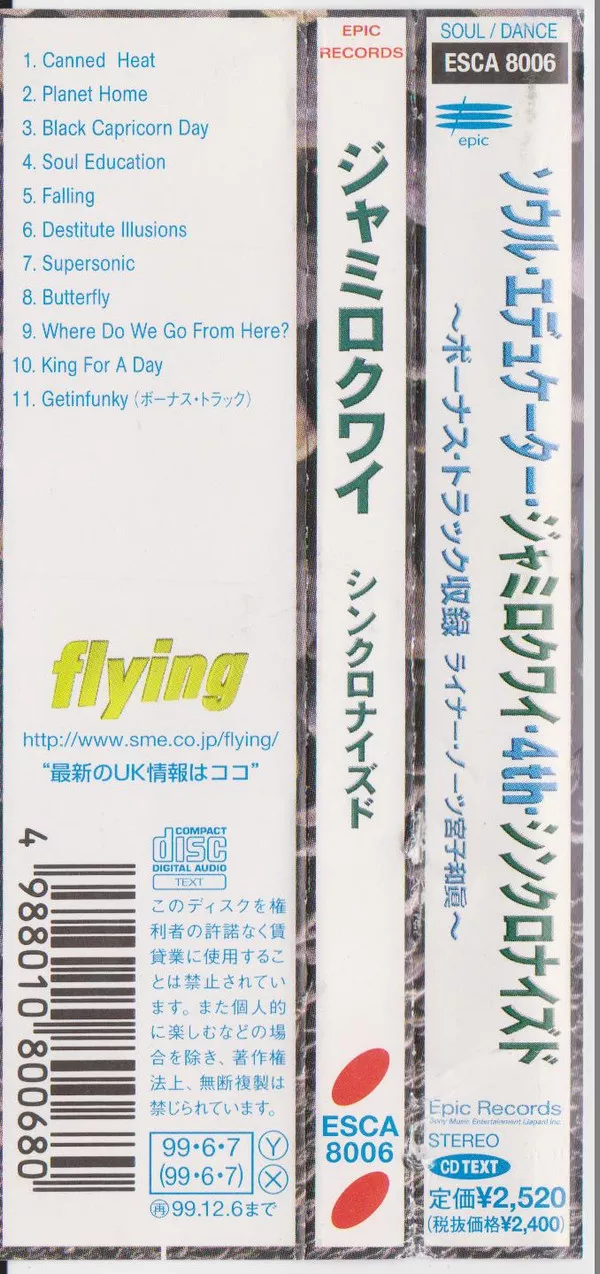 1. Canned Heat
2. Planet Home
3. Black Capricorn Day
4. Soul Education
5. Falling
6. Destitute Illusions
7. Supersonic
8. Butterfly
9. Where Do We Go From Here?
10. King For A Day
11. Getinfunky (ボーナス・トラック)
flying
http://www.sme.co.jp/flying/
“最新のUK情報はココ”
4 988010 800680
COMPACT
disc
DIGITAL AUDIO
TEXT
このディスクを権
利者の許諾なく賃
貸業に使用するこ
とは禁止されてい
ます。また個人的
に楽しむなどの場
合を除き、著作権
法上、無断複製は
禁じられています。
99・6・7 Ⓨ
(99・6・7) Ⓧ
㊢99.12.6まで
EPIC
RECORDS
ジャミロクワイ シンクロナイズド
ESCA
8006
SOUL / DANCE
ESCA 8006
epic
ソウル・エデュケーター・ジャミロクワイ・4th・シンクロナイズド
〜ボーナス・トラック収録 ライナー・ノーツ宮子和眞〜
Epic Records
Sony Music Entertainment (Japan) Inc.
STEREO
CD TEXT
定価¥2,520
(税抜価格¥2,400)